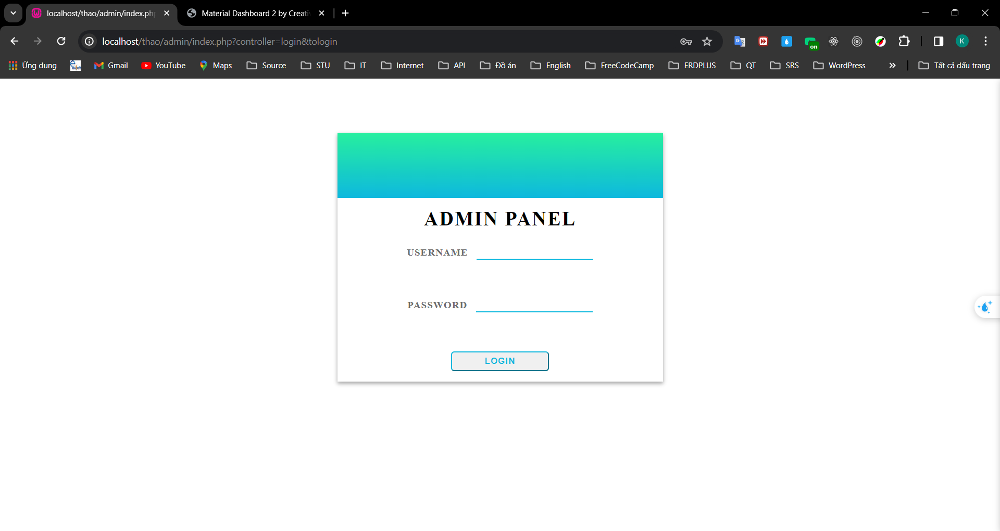 localhost/thao/admin/index.ph
Material Dashboard 2 by Creati
localhost/thao/admin/index.php?controller=login&tologin
on
K
Ứng dụng
Gmail
YouTube
Maps
Source
STU
IT
Internet
API
Đồ án
English
FreeCodeCamp
ERDPLUS
QT
SRS
WordPress
Tất cả dấu trang
ADMIN PANEL
USERNAME
PASSWORD
LOGIN